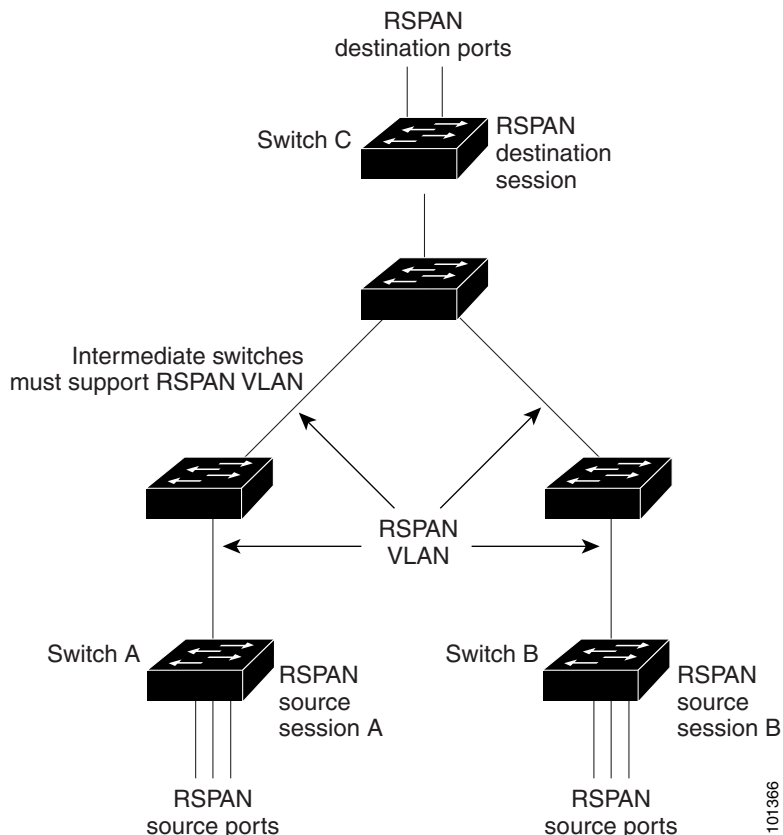 RSPAN
destination ports
Switch C
RSPAN
destination
session
Intermediate switches
must support RSPAN VLAN
RSPAN
VLAN
Switch A
RSPAN
source
session A
Switch B
RSPAN
source
session B
RSPAN
source ports
RSPAN
source ports
101366